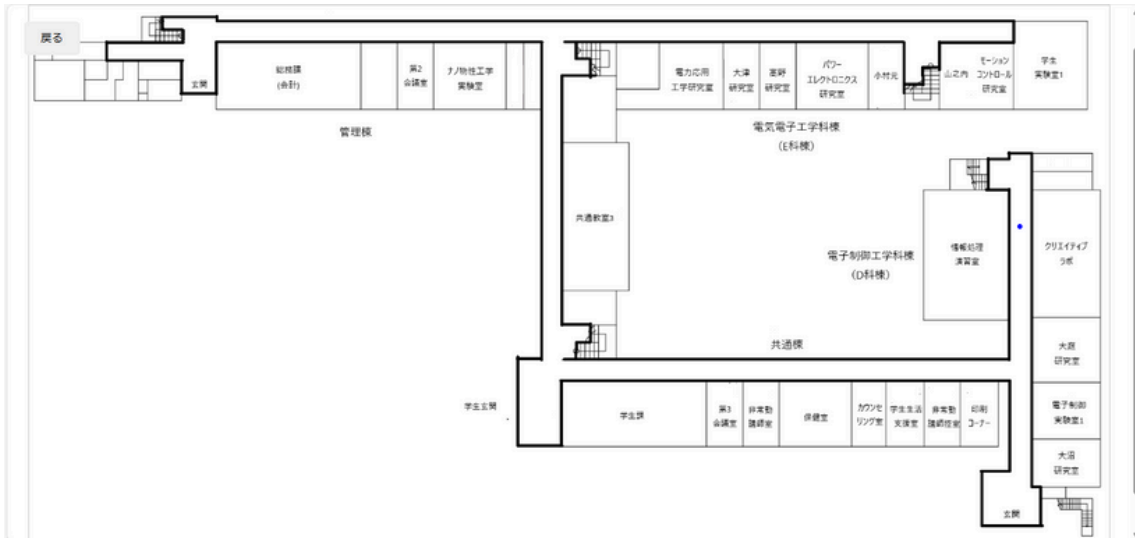 戻る
玄関
総務課
(会計)
第2
会議室
ナノ物性工学
実験室
電力応用
工学研究室
大津
研究室
高野
研究室
パワー
エレクトロニクス
研究室
小村元
山之内
モーション
コントロール
研究室
学生
実験室1
管理棟
電気電子工学科棟
(E科棟)
共通教室3
電子制御工学科棟
(D科棟)
情報処理
演習室
クリエイティブ
ラボ
共通棟
大庭
研究室
学生玄関
学生課
第3
会議室
非常勤
講師室
保健室
カウンセ
リング室
学生生活
支援室
非常勤
講師控室
印刷
コーナー
電子制御
実験室1
大沼
研究室
玄関